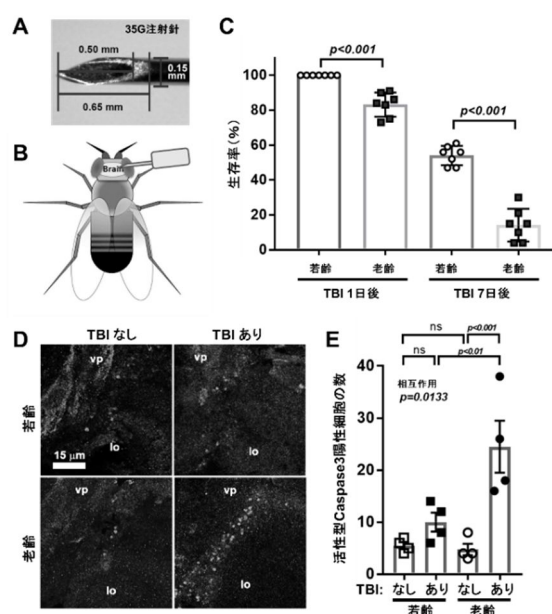 A
35G注射針
0.50 mm
0.15
mm
0.65 mm
B
Brain
C
p<0.001
p<0.001
生存率(%)
100
80
60
40
20
0
若齢
老齢
若齢
老齢
TBI 1日後
TBI 7日後
D
TBI なし
TBI あり
若齢
老齢
vp
lo
15 μm
vp
lo
vp
lo
vp
lo
E
ns
p<0.001
ns
p<0.01
相互作用
p=0.0133
活性型Caspase3陽性細胞の数
40
30
20
10
0
TBI: なし あり なし あり
若齢
老齢